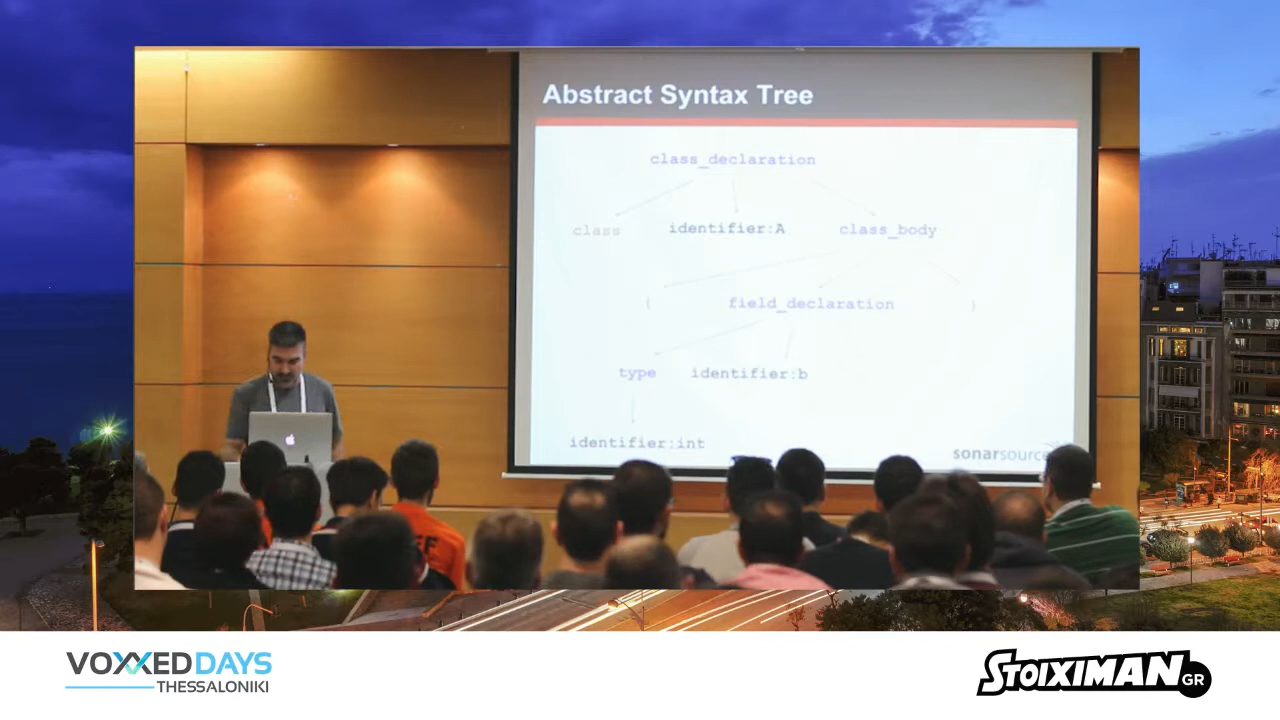 Abstract Syntax Tree
class_declaration
class identifier:A class_body
{ field_declaration }
type identifier:b
identifier:int
sonarsource
VOXXEDDAYS
THESSALONIKI
STOIXIMAN GR